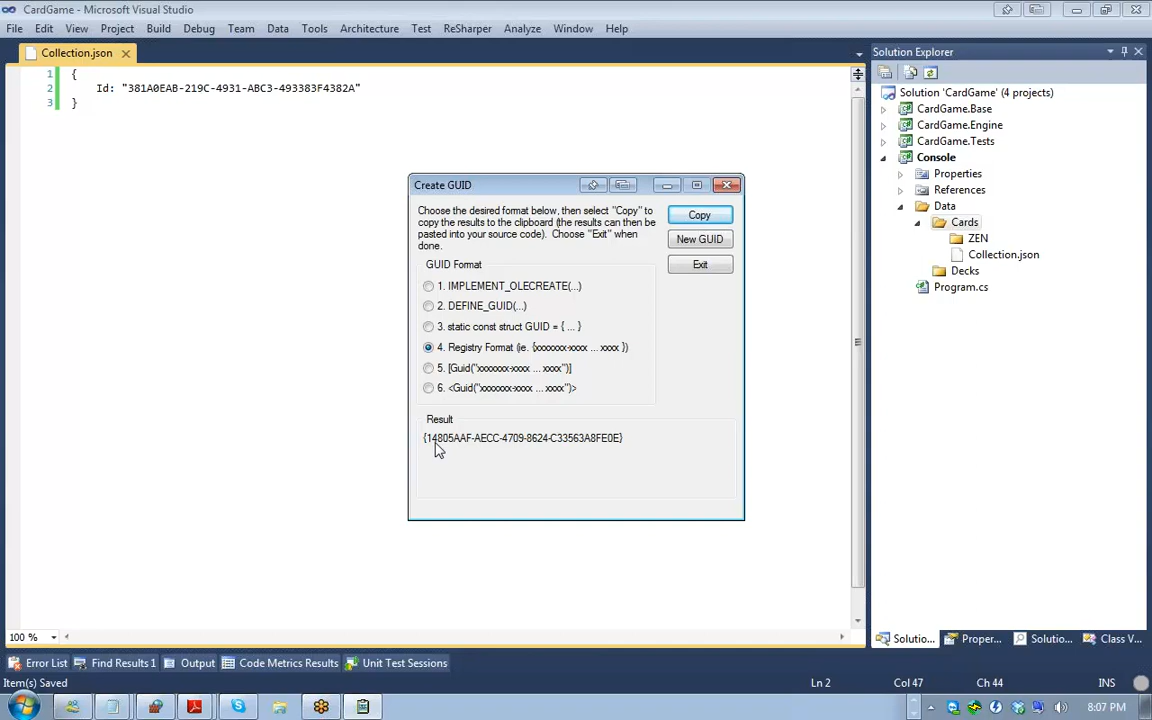 CardGame - Microsoft Visual Studio
File Edit View Project Build Debug Team Data Tools Architecture Test ReSharper Analyze Window Help
Collection.json
1 {
2 Id: "381A0EAB-219C-4931-ABC3-493383F4382A"
3 }
Create GUID
Choose the desired format below, then select "Copy" to
copy the results to the clipboard (the results can then be
pasted into your source code). Choose "Exit" when
done.
Copy
New GUID
Exit
GUID Format
1. IMPLEMENT_OLECREATE(...)
2. DEFINE_GUID(...)
3. static const struct GUID = { ... }
4. Registry Format (ie. {xxxxxxx-xxxx ... xxxx })
5. [Guid("xxxxxxx-xxxx ... xxxx")]
6. <Guid("xxxxxxx-xxxx ... xxxx")>
Result
{14805AAF-AECC-4709-8624-C33563A8FE0E}
Solution Explorer
Solution 'CardGame' (4 projects)
CardGame.Base
CardGame.Engine
CardGame.Tests
Console
Properties
References
Data
Cards
ZEN
Collection.json
Decks
Program.cs
100 %
Solutio... Proper... Solutio... Class V...
Error List Find Results 1 Output Code Metrics Results Unit Test Sessions
Item(s) Saved Ln 2 Col 47 Ch 44 INS
8:07 PM